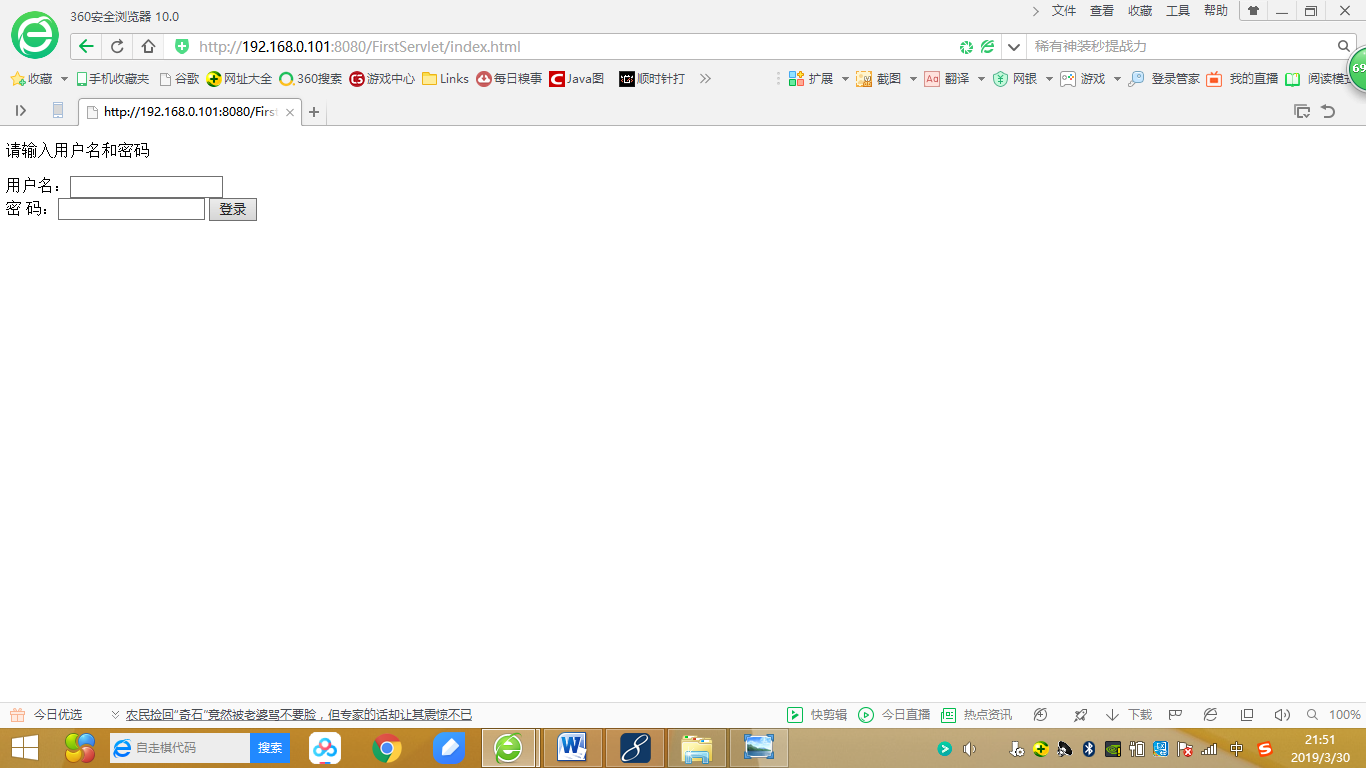 360安全浏览器 10.0
文件 查看 收藏 工具 帮助
http://192.168.0.101:8080/FirstServlet/index.html
稀有神装秒提战力
收藏 手机收藏夹 谷歌 网址大全 360搜索 游戏中心 Links 每日糗事 Java图 顺时针打 扩展 截图 翻译 网银 游戏 登录管家 我的直播 阅读模式
69
http://192.168.0.101:8080/Firs
请输入用户名和密码
用户名：
密 码： 登录
今日优选 农民捡回"奇石"竟然被老婆骂不要脸，但专家的话却让其震惊不已 快剪辑 今日直播 热点资讯 下载 100%
自走棋代码 搜索
中
21:51
2019/3/30